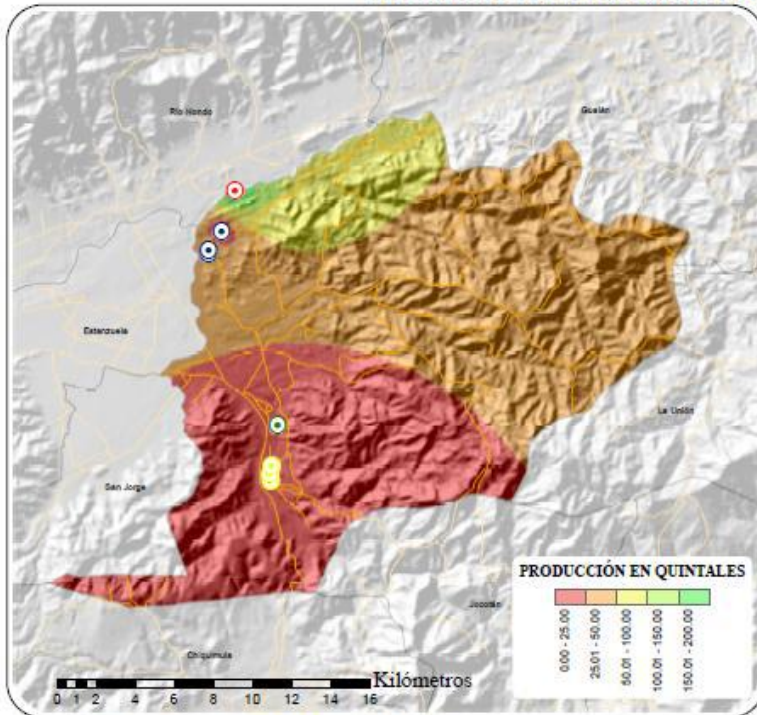 Río Hondo
Gualán
Estanzuela
La Unión
San Jorge
PRODUCCIÓN EN QUINTALES
0.00 - 25.00
25.01 - 50.00
50.01 - 100.00
100.01 - 150.00
150.01 - 200.00
Jocotán
Chiquimula
Kilómetros
0 1 2 4 6 8 10 12 14 16